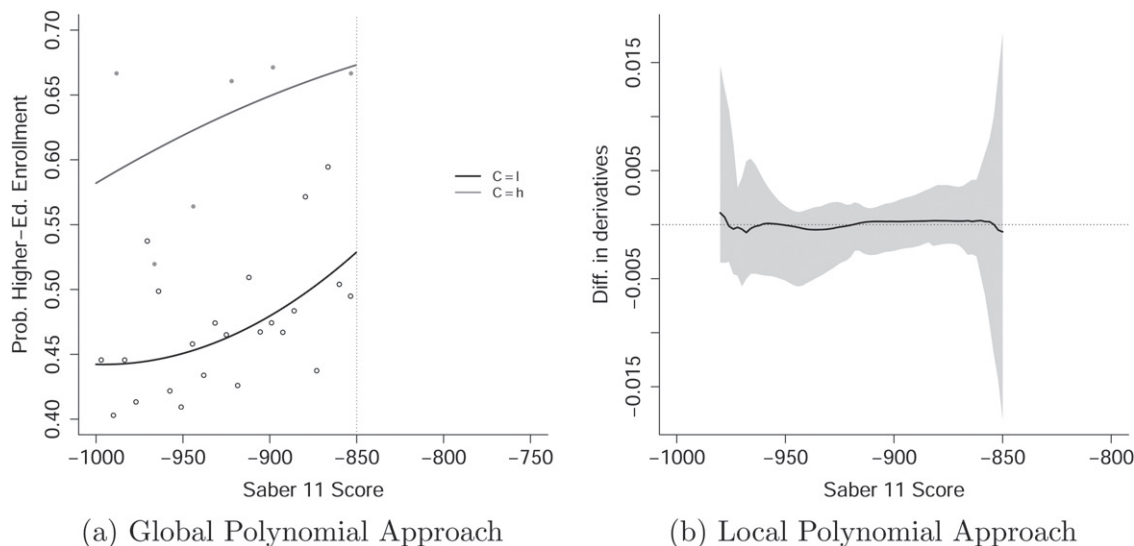 Prob. Higher−Ed. Enrollment
0.70
0.65
0.60
0.55
0.50
0.45
0.40
C = l
C = h
−1000
−950
−900
−850
−800
−750
Saber 11 Score
(a) Global Polynomial Approach
Diff. in derivatives
0.015
0.005
−0.005
−0.015
−1000
−950
−900
−850
−800
Saber 11 Score
(b) Local Polynomial Approach